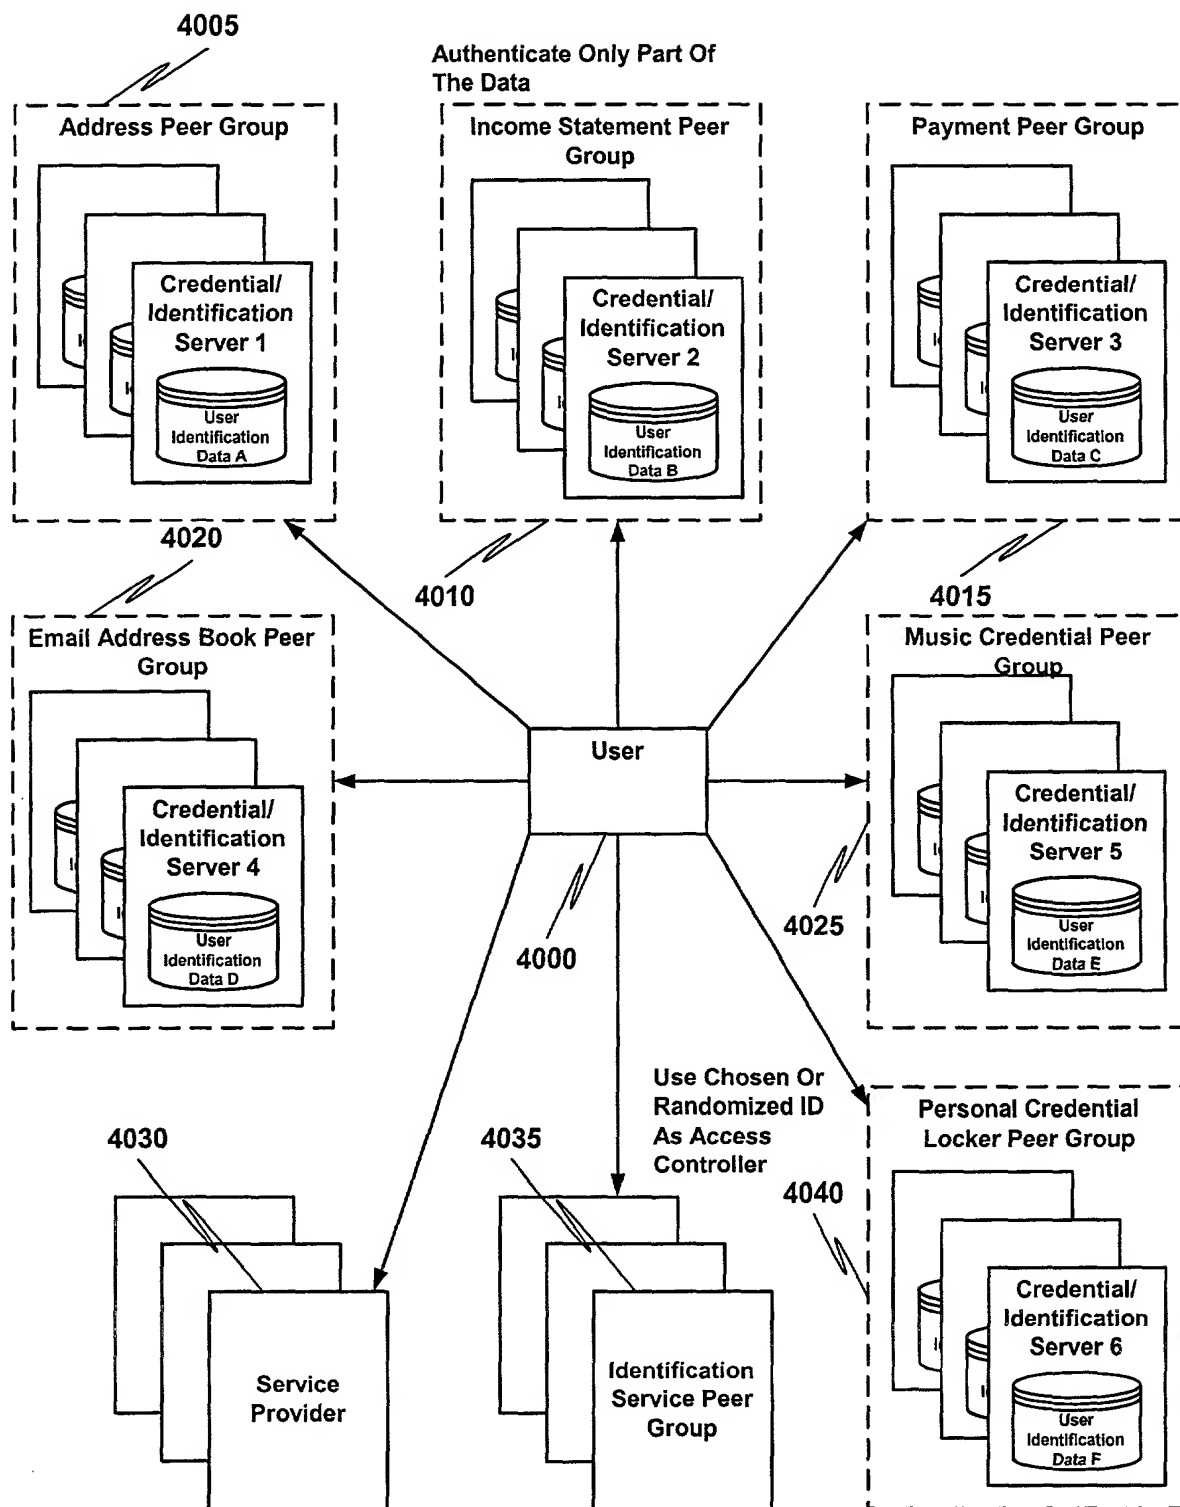 4005
Authenticate Only Part Of
The Data
Address Peer Group
Income Statement Peer
Group
Payment Peer Group
Credential/
Identification
Server 1
User
Identification
Data A
Credential/
Identification
Server 2
User
Identification
Data B
Credential/
Identification
Server 3
User
Identification
Data C
4020
4010
4015
Email Address Book Peer
Group
Music Credential Peer
Group
User
Credential/
Identification
Server 4
User
Identification
Data D
Credential/
Identification
Server 5
User
Identification
Data E
4025
4000
Use Chosen Or
Randomized ID
As Access
Controller
Personal Credential
Locker Peer Group
4030
4035
4040
Service
Provider
Identification
Service Peer
Group
Credential/
Identification
Server 6
User
Identification
Data F